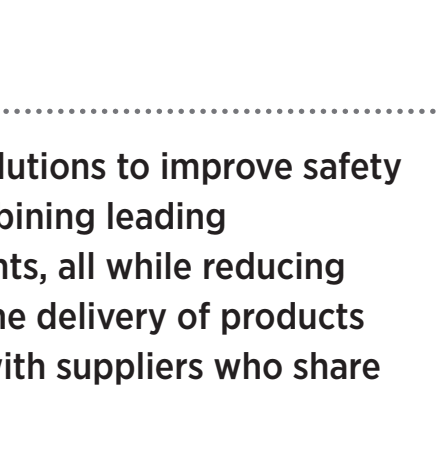 lutions to improve safety
bining leading
nts, all while reducing
he delivery of products
with suppliers who share